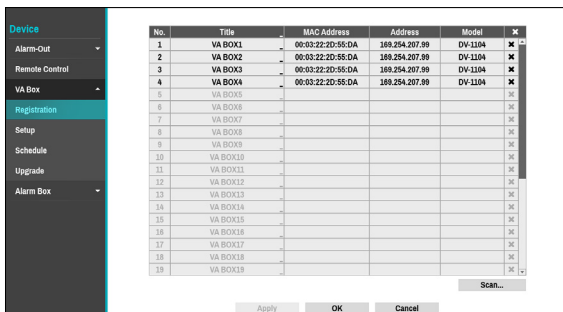 Device
Alarm-Out
Remote Control
VA Box
Registration
Setup
Schedule
Upgrade
Alarm Box
No. Title ... MAC Address Address Model ✖
1 VA BOX1 ... 00:03:22:2D:55:DA 169.254.207.99 DV-1104 ✖
2 VA BOX2 ... 00:03:22:2D:55:DA 169.254.207.99 DV-1104 ✖
3 VA BOX3 ... 00:03:22:2D:55:DA 169.254.207.99 DV-1104 ✖
4 VA BOX4 ... 00:03:22:2D:55:DA 169.254.207.99 DV-1104 ✖
5 VA BOX5 ... ✖
6 VA BOX6 ... ✖
7 VA BOX7 ... ✖
8 VA BOX8 ... ✖
9 VA BOX9 ... ✖
10 VA BOX10 ... ✖
11 VA BOX11 ... ✖
12 VA BOX12 ... ✖
13 VA BOX13 ... ✖
14 VA BOX14 ... ✖
15 VA BOX15 ... ✖
16 VA BOX16 ... ✖
17 VA BOX17 ... ✖
18 VA BOX18 ... ✖
19 VA BOX19 ... ✖
Scan...
Apply OK Cancel